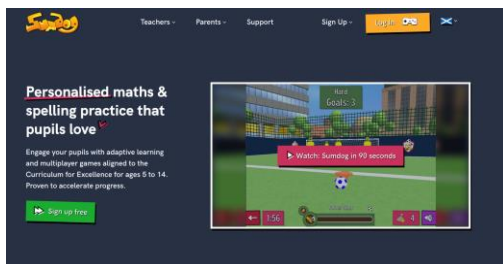 Sumdog
Teachers
Parents
Support
Sign Up
Log in
Personalised maths &
spelling practice that
pupils love
Engage your pupils with adaptive learning
and multiplayer games aligned to the
Curriculum for Excellence for ages 5 to 14.
Proven to accelerate progress.
Sign up free
Hard
Goals: 3
Watch: Sumdog in 90 seconds
1:56
4